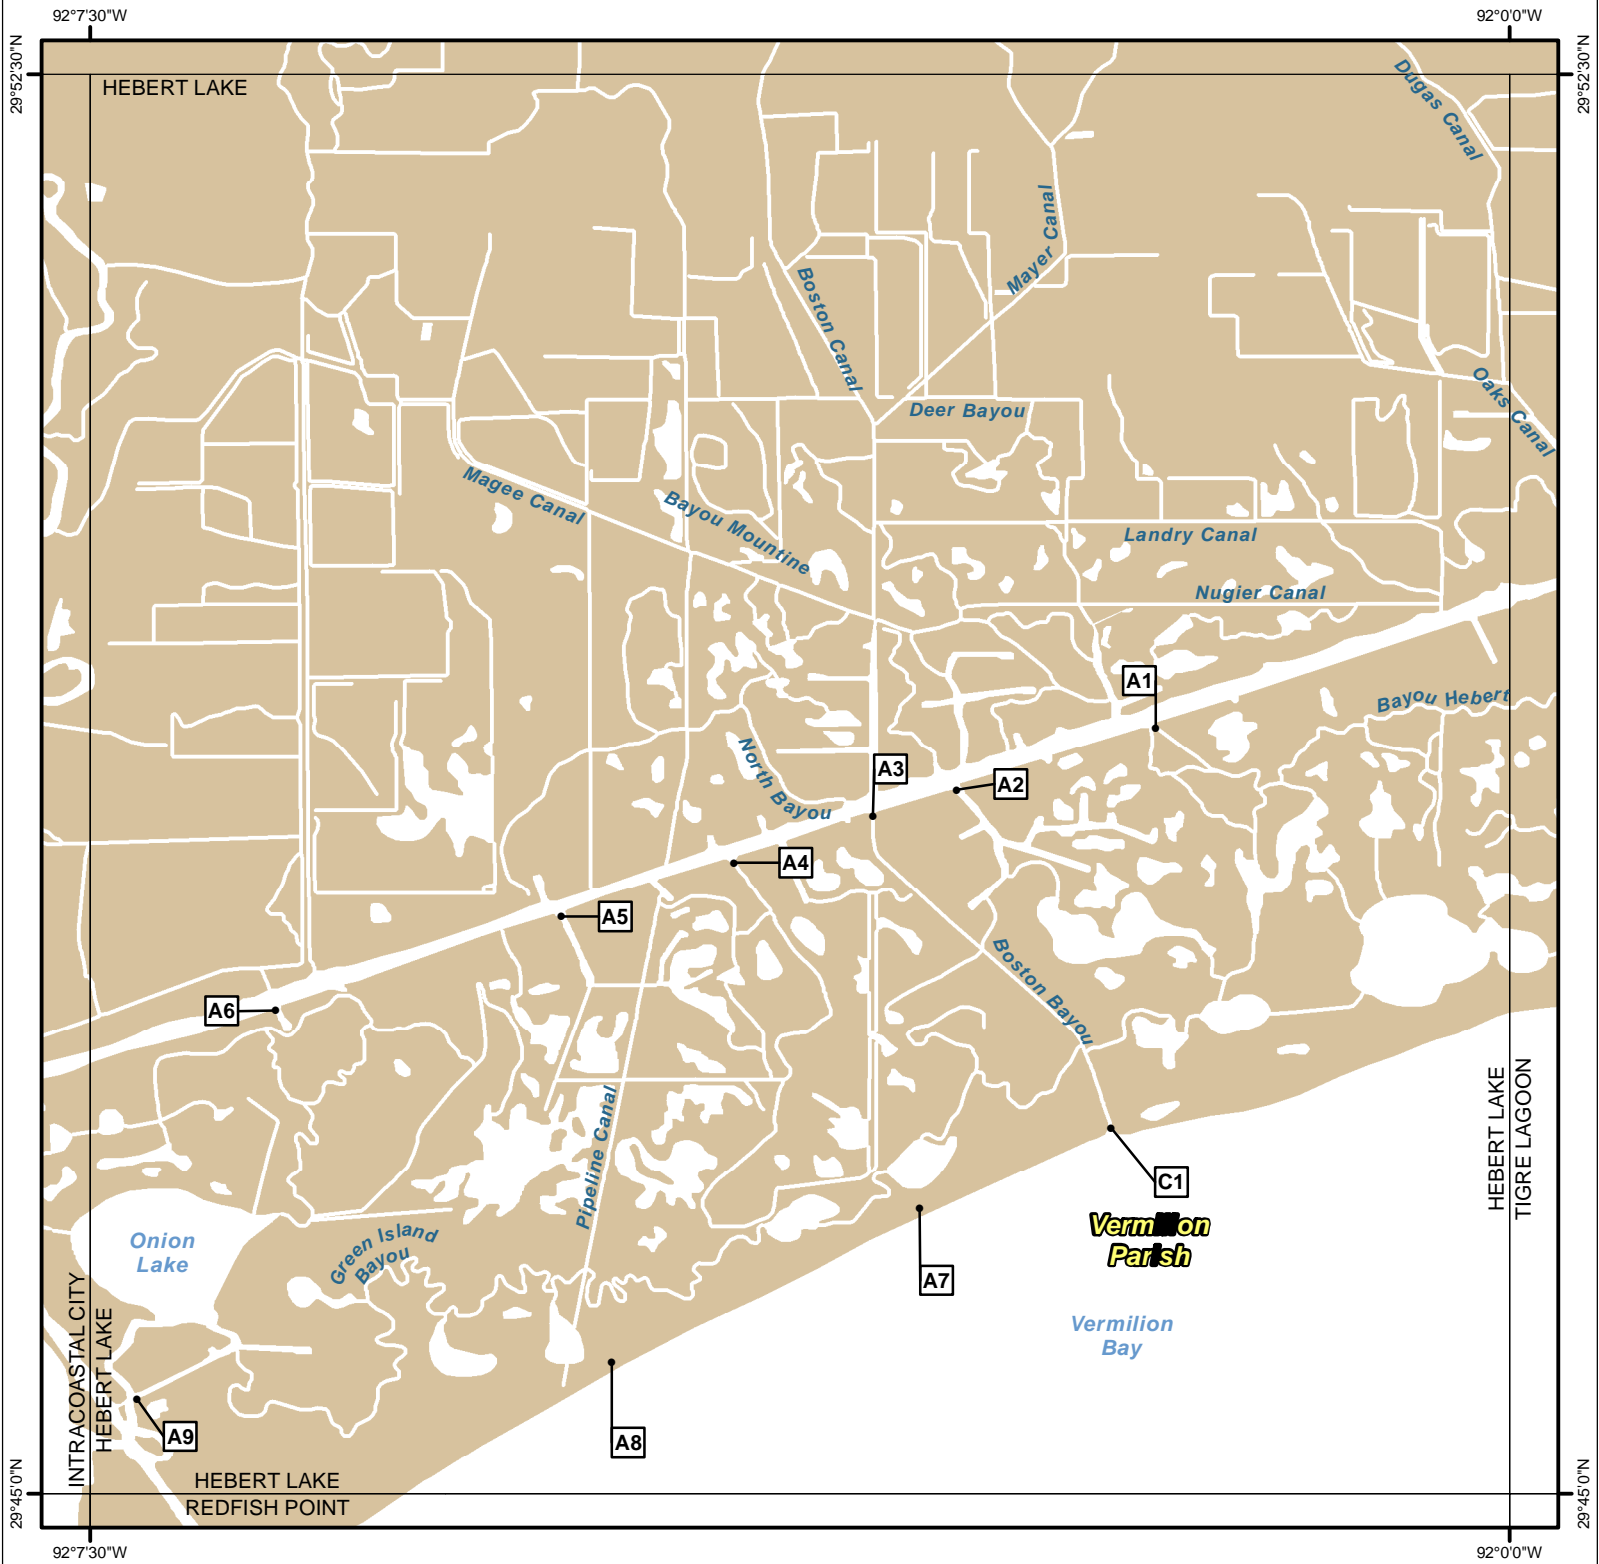 92°7'30"W
92°0'0"W
29°52'30"N
29°52'30"N
HEBERT LAKE
Dugas Canal
Mayer Canal
Boston Canal
Oaks Canal
Deer Bayou
Magee Canal
Bayou Mountine
Landry Canal
Nugier Canal
A1
Bayou Hebert
North Bayou
A3
A2
A4
A5
Boston Bayou
A6
Pipeline Canal
HEBERT LAKE
TIGRE LAGOON
C1
Vermilion
Parish
Onion
Lake
Green Island
Bayou
A7
Vermilion
Bay
INTRACOASTAL CITY
HEBERT LAKE
A9
A8
HEBERT LAKE
REDFISH POINT
29°45'0"N
29°45'0"N
92°7'30"W
92°0'0"W